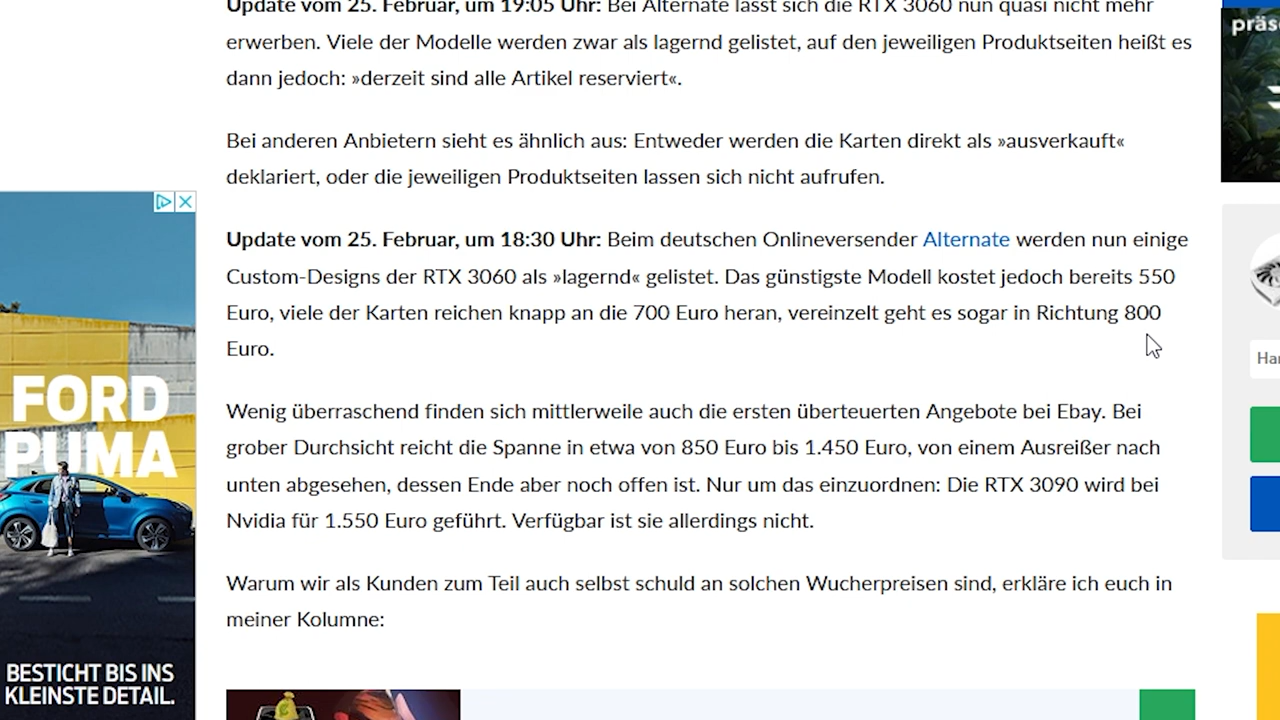 Update vom 25. Februar, um 19:05 Uhr: Bei Alternate lässt sich die RTX 3060 nun quasi nicht mehr
erwerben. Viele der Modelle werden zwar als lagernd gelistet, auf den jeweiligen Produktseiten heißt es
dann jedoch: »derzeit sind alle Artikel reserviert«.
Bei anderen Anbietern sieht es ähnlich aus: Entweder werden die Karten direkt als »ausverkauft«
deklariert, oder die jeweiligen Produktseiten lassen sich nicht aufrufen.
Update vom 25. Februar, um 18:30 Uhr: Beim deutschen Onlineversender Alternate werden nun einige
Custom-Designs der RTX 3060 als »lagernd« gelistet. Das günstigste Modell kostet jedoch bereits 550
Euro, viele der Karten reichen knapp an die 700 Euro heran, vereinzelt geht es sogar in Richtung 800
Euro.
Wenig überraschend finden sich mittlerweile auch die ersten überteuerten Angebote bei Ebay. Bei
grober Durchsicht reicht die Spanne in etwa von 850 Euro bis 1.450 Euro, von einem Ausreißer nach
unten abgesehen, dessen Ende aber noch offen ist. Nur um das einzuordnen: Die RTX 3090 wird bei
Nvidia für 1.550 Euro geführt. Verfügbar ist sie allerdings nicht.
Warum wir als Kunden zum Teil auch selbst schuld an solchen Wucherpreisen sind, erkläre ich euch in
meiner Kolumne:
FORD
PUMA
BESTICHT BIS INS
KLEINSTE DETAIL.